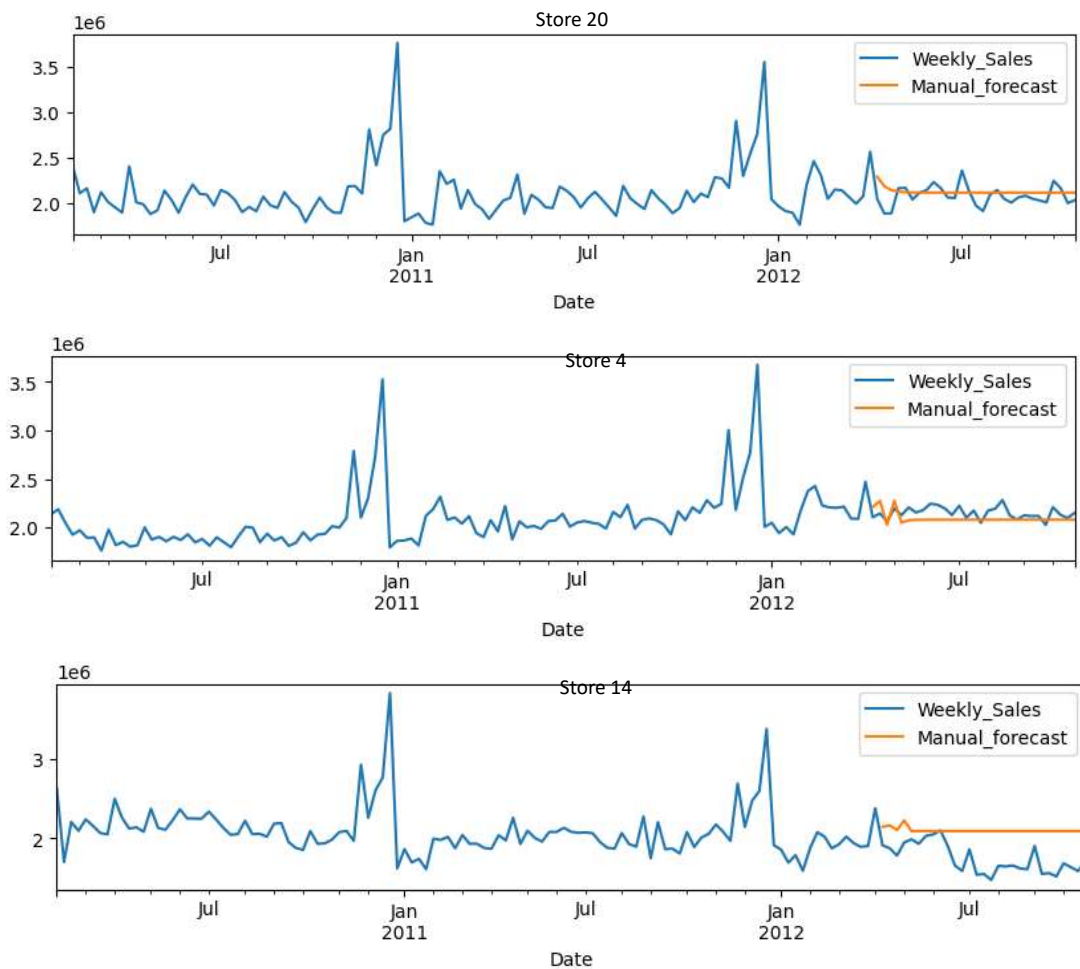 Store 20
1e6
3.5
3.0
2.5
2.0
Weekly_Sales
Manual_forecast
Jul
Jan
2011
Jul
Jan
2012
Jul
Date
Store 4
1e6
3.5
3.0
2.5
2.0
Weekly_Sales
Manual_forecast
Jul
Jan
2011
Jul
Jan
2012
Jul
Date
Store 14
1e6
3
2
Weekly_Sales
Manual_forecast
Jul
Jan
2011
Jul
Jan
2012
Jul
Date